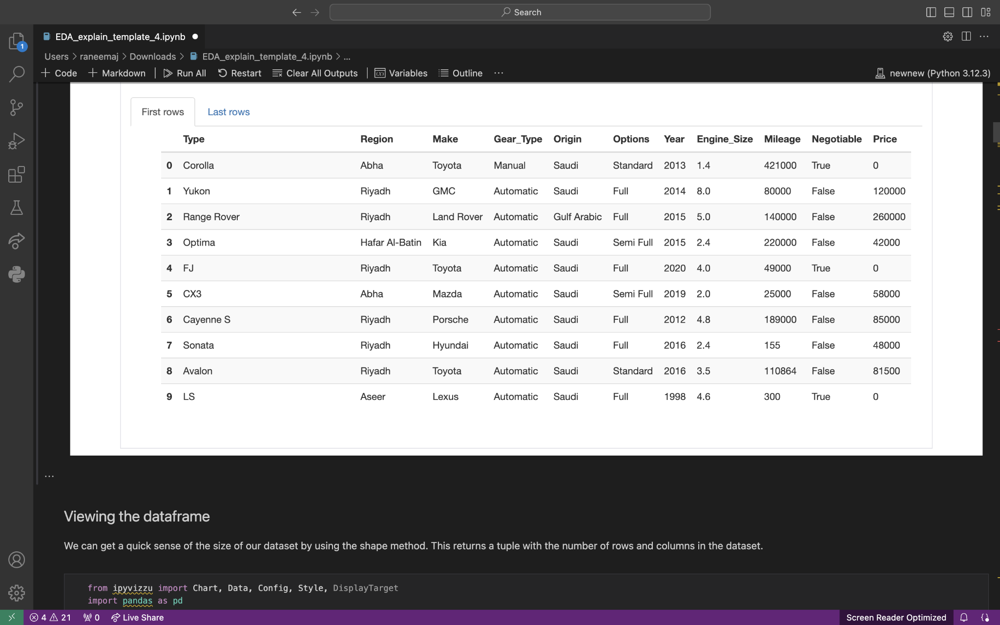 Search
EDA_explain_template_4.ipynb
1
Users > raneemaj > Downloads > EDA_explain_template_4.ipynb > ...
+ Code + Markdown | Run All Restart Clear All Outputs | Variables Outline ... newnew (Python 3.12.3)
First rows Last rows
Type Region Make Gear_Type Origin Options Year Engine_Size Mileage Negotiable Price
0 Corolla Abha Toyota Manual Saudi Standard 2013 1.4 421000 True 0
1 Yukon Riyadh GMC Automatic Saudi Full 2014 8.0 80000 False 120000
2 Range Rover Riyadh Land Rover Automatic Gulf Arabic Full 2015 5.0 140000 False 260000
3 Optima Hafar Al-Batin Kia Automatic Saudi Semi Full 2015 2.4 220000 False 42000
4 FJ Riyadh Toyota Automatic Saudi Full 2020 4.0 49000 True 0
5 CX3 Abha Mazda Automatic Saudi Semi Full 2019 2.0 25000 False 58000
6 Cayenne S Riyadh Porsche Automatic Saudi Full 2012 4.8 189000 False 85000
7 Sonata Riyadh Hyundai Automatic Saudi Full 2016 2.4 155 False 48000
8 Avalon Riyadh Toyota Automatic Saudi Standard 2016 3.5 110864 False 81500
9 LS Aseer Lexus Automatic Saudi Full 1998 4.6 300 True 0
...
Viewing the dataframe
We can get a quick sense of the size of our dataset by using the shape method. This returns a tuple with the number of rows and columns in the dataset.
from ipyvizzu import Chart, Data, Config, Style, DisplayTarget
import pandas as pd
4 21 0 Live Share Screen Reader Optimized